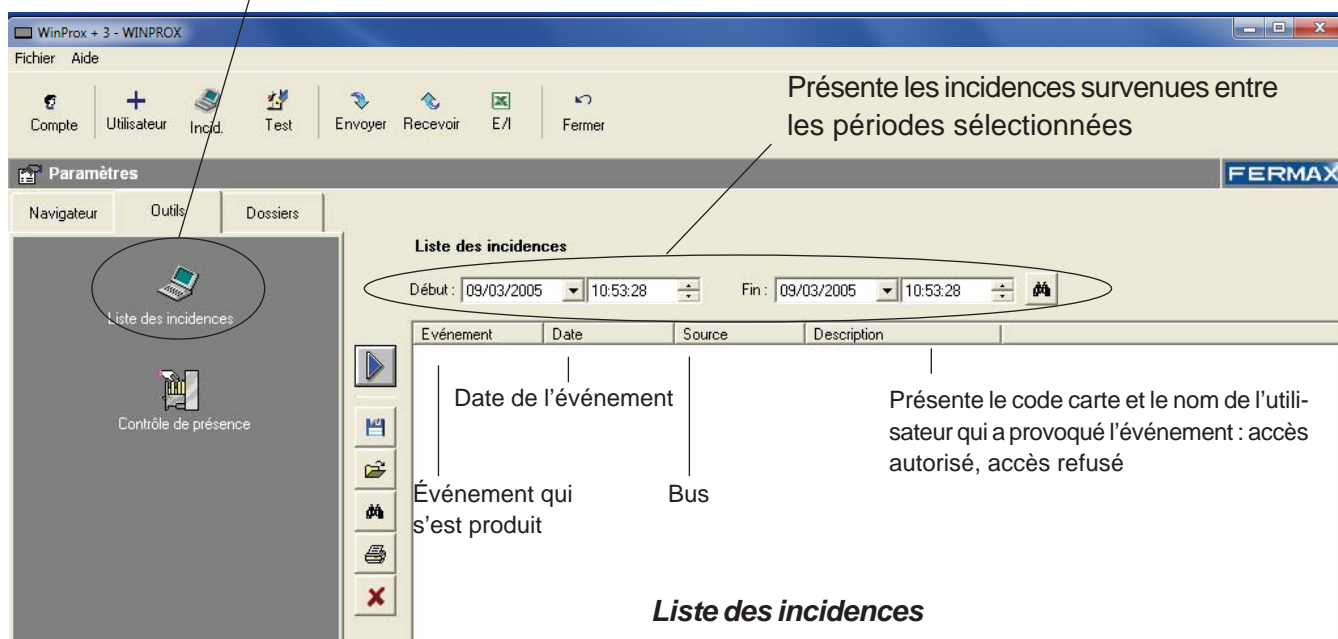 WinProx + 3 - WINPROX
Fichier Aide
Compte Utilisateur Incid. Test Envoyer Recevoir E/I Fermer
Présente les incidences survenues entre
les périodes sélectionnées
Paramètres
FERMAX
Navigateur Outils Dossiers
Liste des incidences
Début : 09/03/2005 10:53:28 Fin : 09/03/2005 10:53:28
Liste des incidences
Evénement Date Source Description
Date de l’événement
Présente le code carte et le nom de l’utili-
sateur qui a provoqué l’événement : accès
autorisé, accès refusé
Contrôle de présence
Événement qui
s’est produit
Bus
Liste des incidences